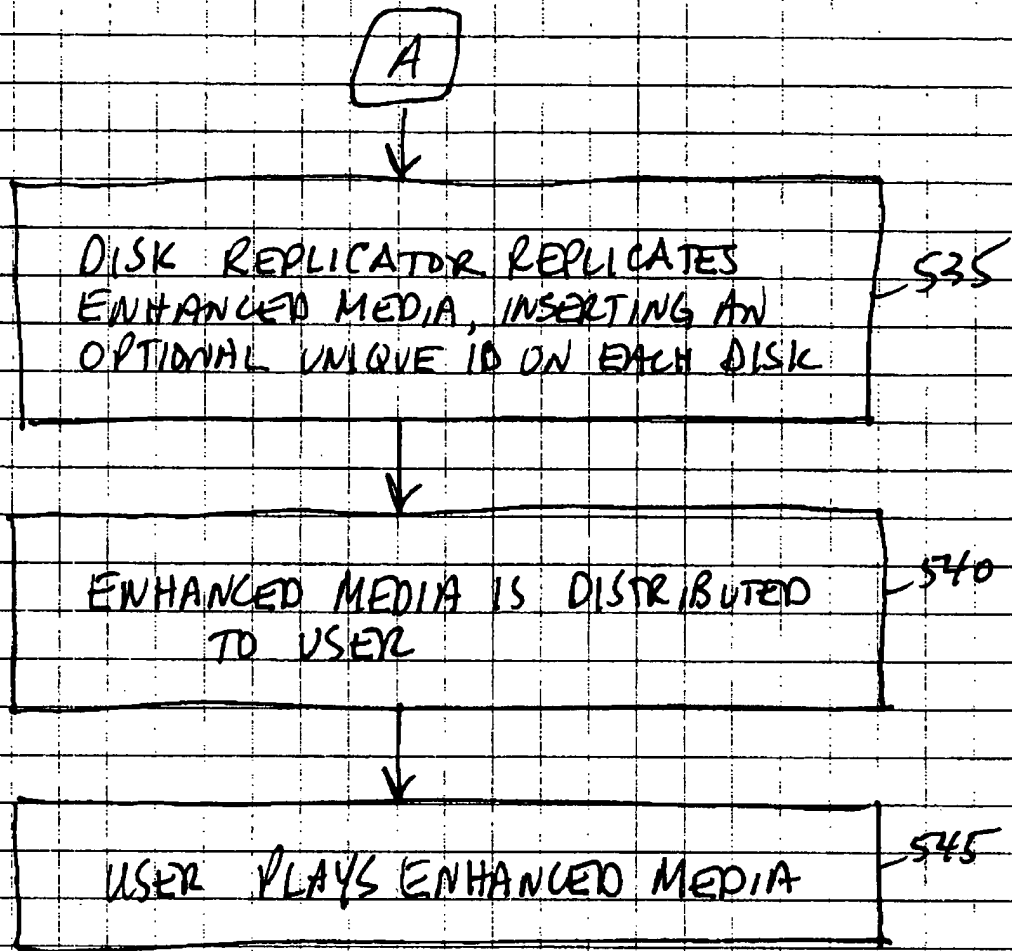 A
DISK REPLICATOR REPLICATES
535
ENHANCED MEDIA, INSERTING AN
OPTIONAL UNIQUE ID ON EACH DISK
ENHANCED MEDIA IS DISTRIBUTED
540
TO USER
USER PLAYS ENHANCED MEDIA
545